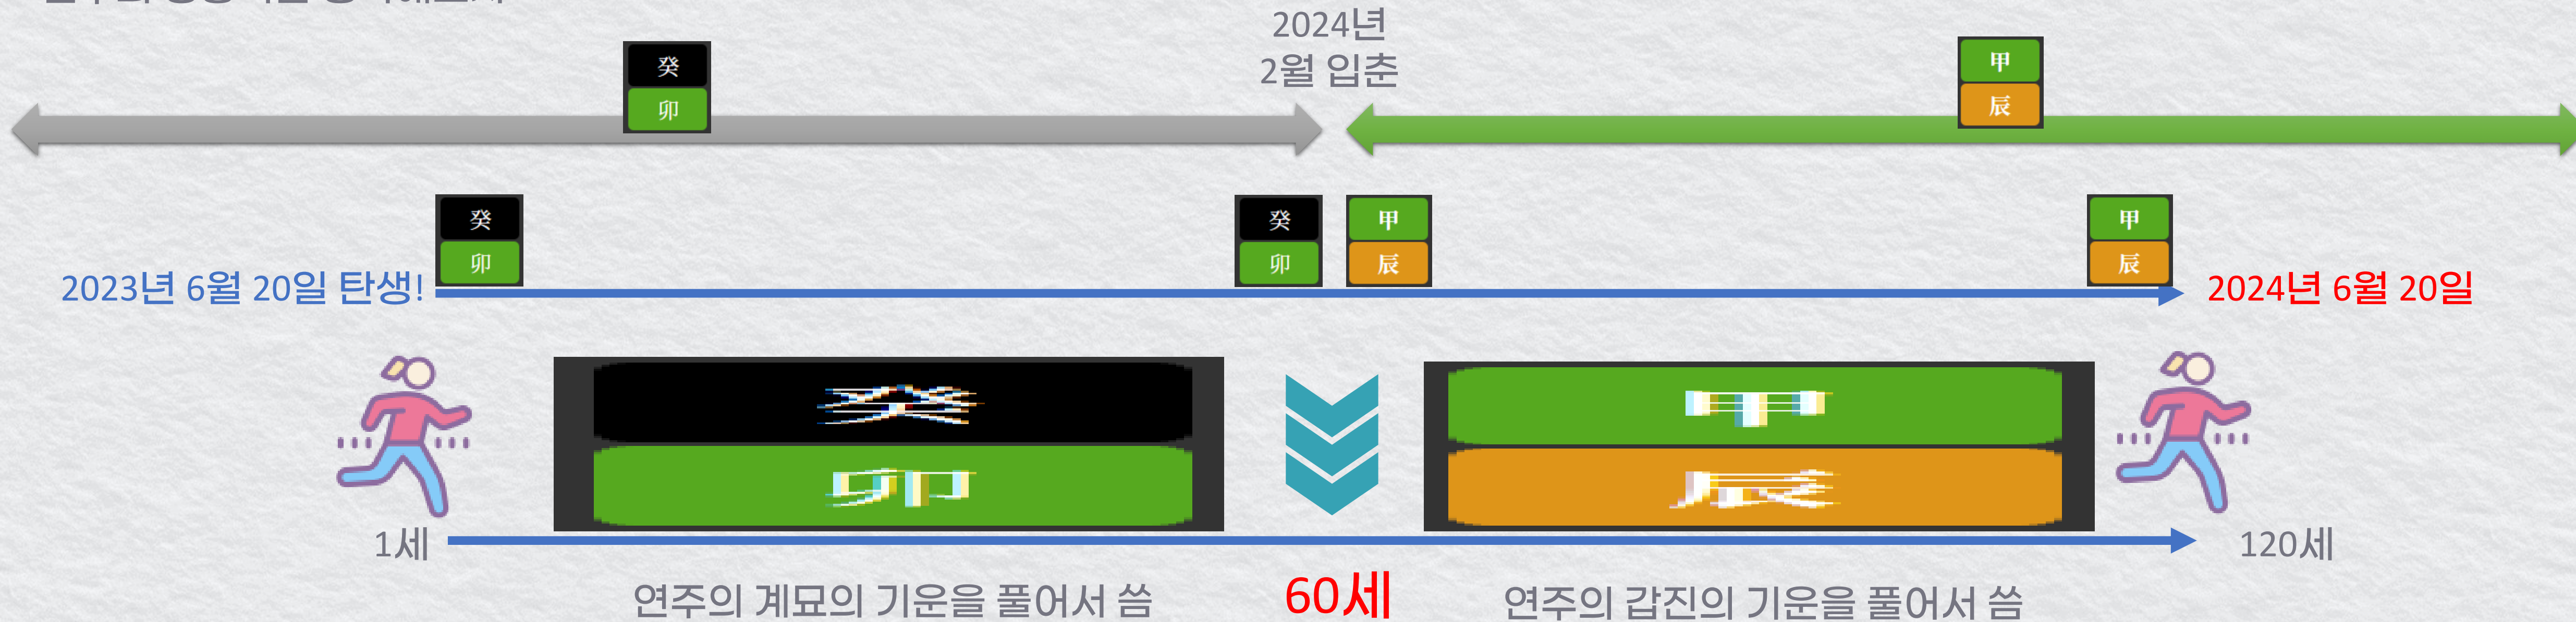 2024년
2월 입춘
癸
卯
甲
辰
癸
卯
癸
卯
甲
辰
甲
辰
2023년 6월 20일 탄생!
2024년 6월 20일
癸
卯
甲
辰
1세
120세
연주의 계묘의 기운을 풀어서 씀
60세
연주의 갑진의 기운을 풀어서 씀